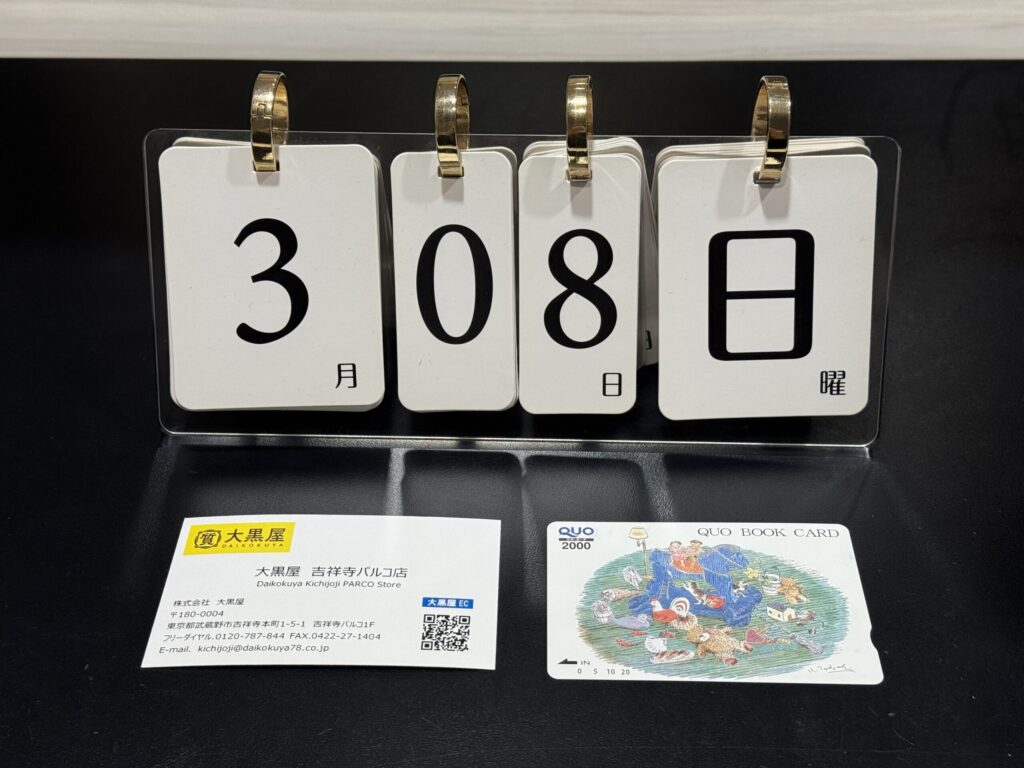 3
月
0
8
日
日
曜
質 大黒屋
DAIKOKUYA
大黒屋 吉祥寺パルコ店
Daikokuya Kichijoji PARCO Store
株式会社 大黒屋
〒180-0004
東京都武蔵野市吉祥寺本町1-5-1 吉祥寺パルコ1F
フリーダイヤル.0120-787-844 FAX.0422-27-1404
E-mail. kichijoji@daikokuya78.co.jp
大黒屋 EC
QUO
2000
QUO BOOK CARD
IN
0 5 10 20